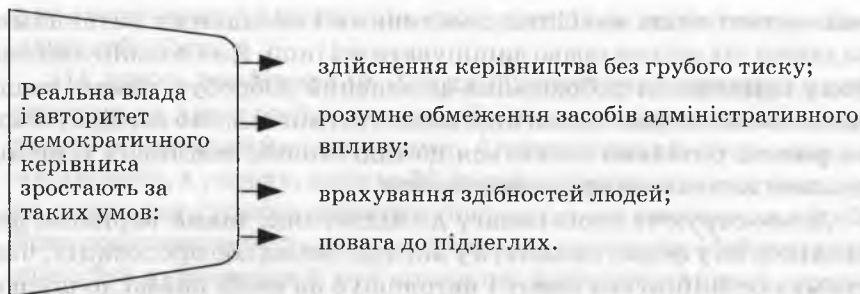 Реальна влада
і авторитет
демократичного
керівника
зростають за
таких умов:
здійснення керівництва без грубого тиску;
розумне обмеження засобів адміністративного
впливу;
врахування здібностей людей;
повага до підлеглих.